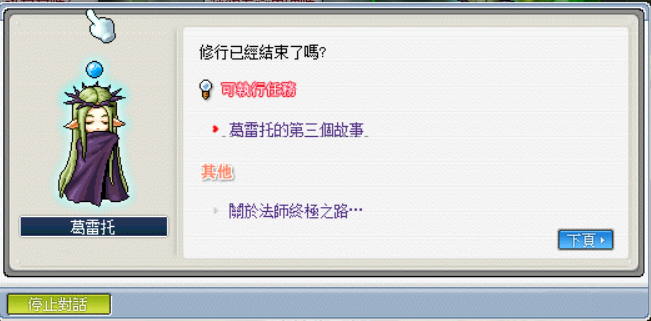 修行已經結束了嗎?
可執行任務
葛雷托的第三個故事
其他
關於法師終極之路…
葛雷托
下頁
停止對話